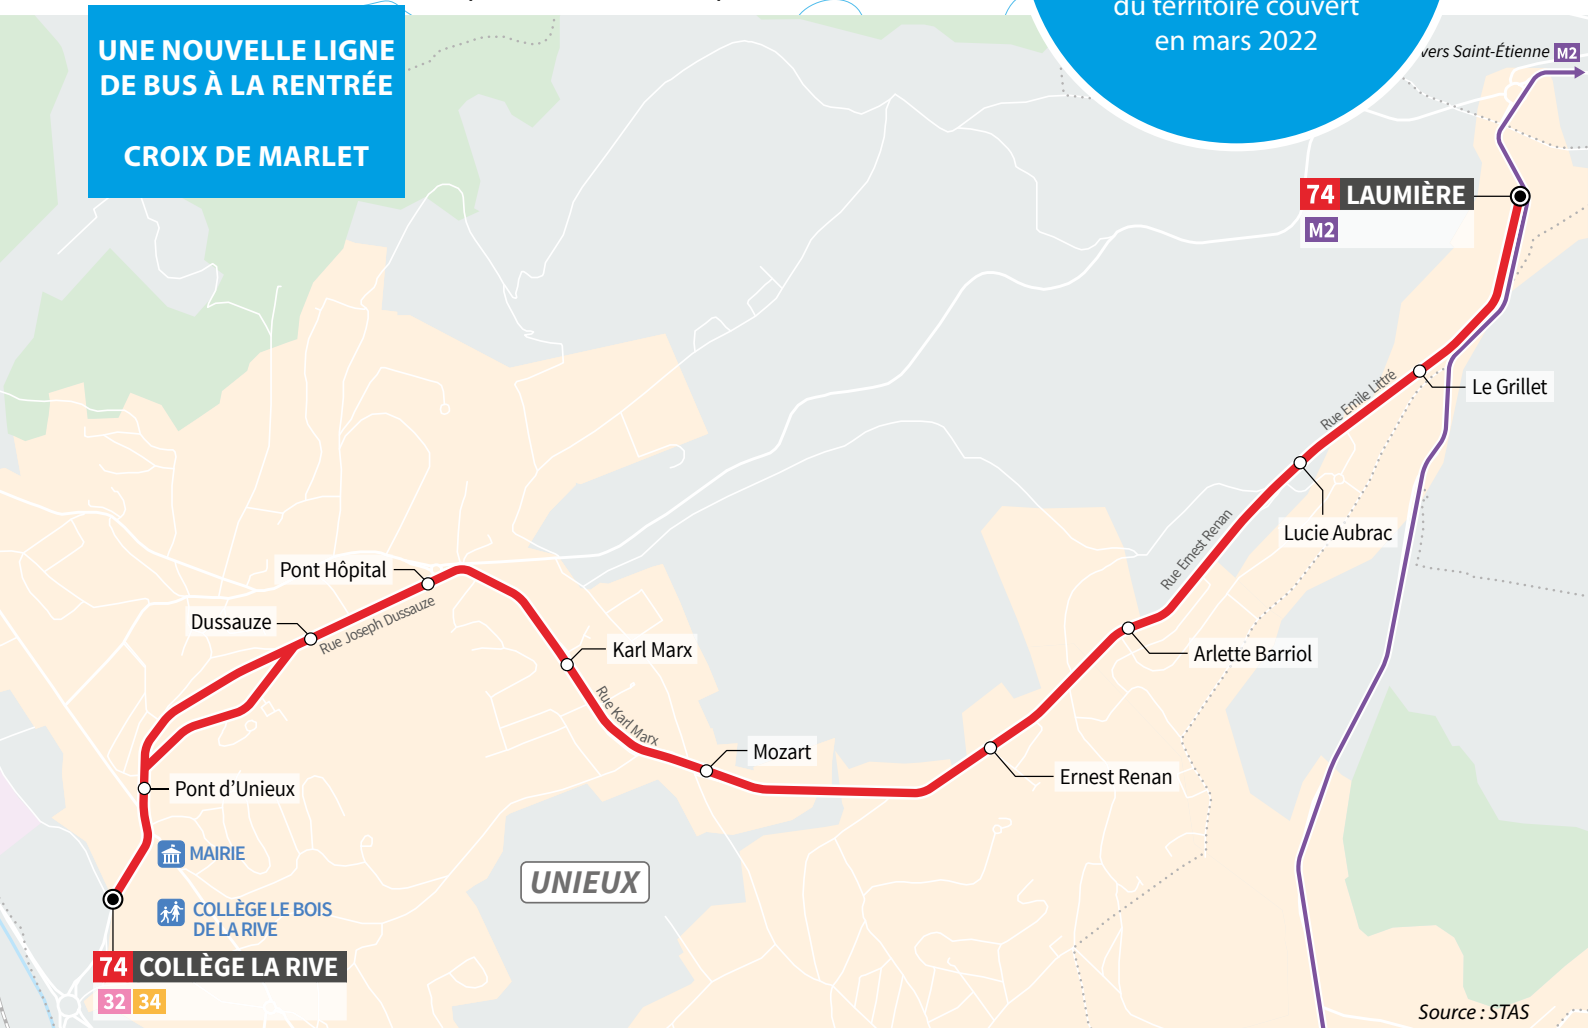 UNE NOUVELLE LIGNE
DE BUS À LA RENTRÉE
CROIX DE MARLET
du territoire couvert
en mars 2022
vers Saint-Étienne M2
74 LAUMIÈRE
M2
Le Grillet
Rue Emile Littré
Lucie Aubrac
Rue Ernest Renan
Arlette Barriol
Ernest Renan
Mozart
Rue Karl Marx
Karl Marx
Pont Hôpital
Rue Joseph Dussauze
Dussauze
Pont d'Unieux
MAIRIE
COLLÈGE LE BOIS
DE LA RIVE
UNIEUX
74 COLLÈGE LA RIVE
32 34
Source : STAS